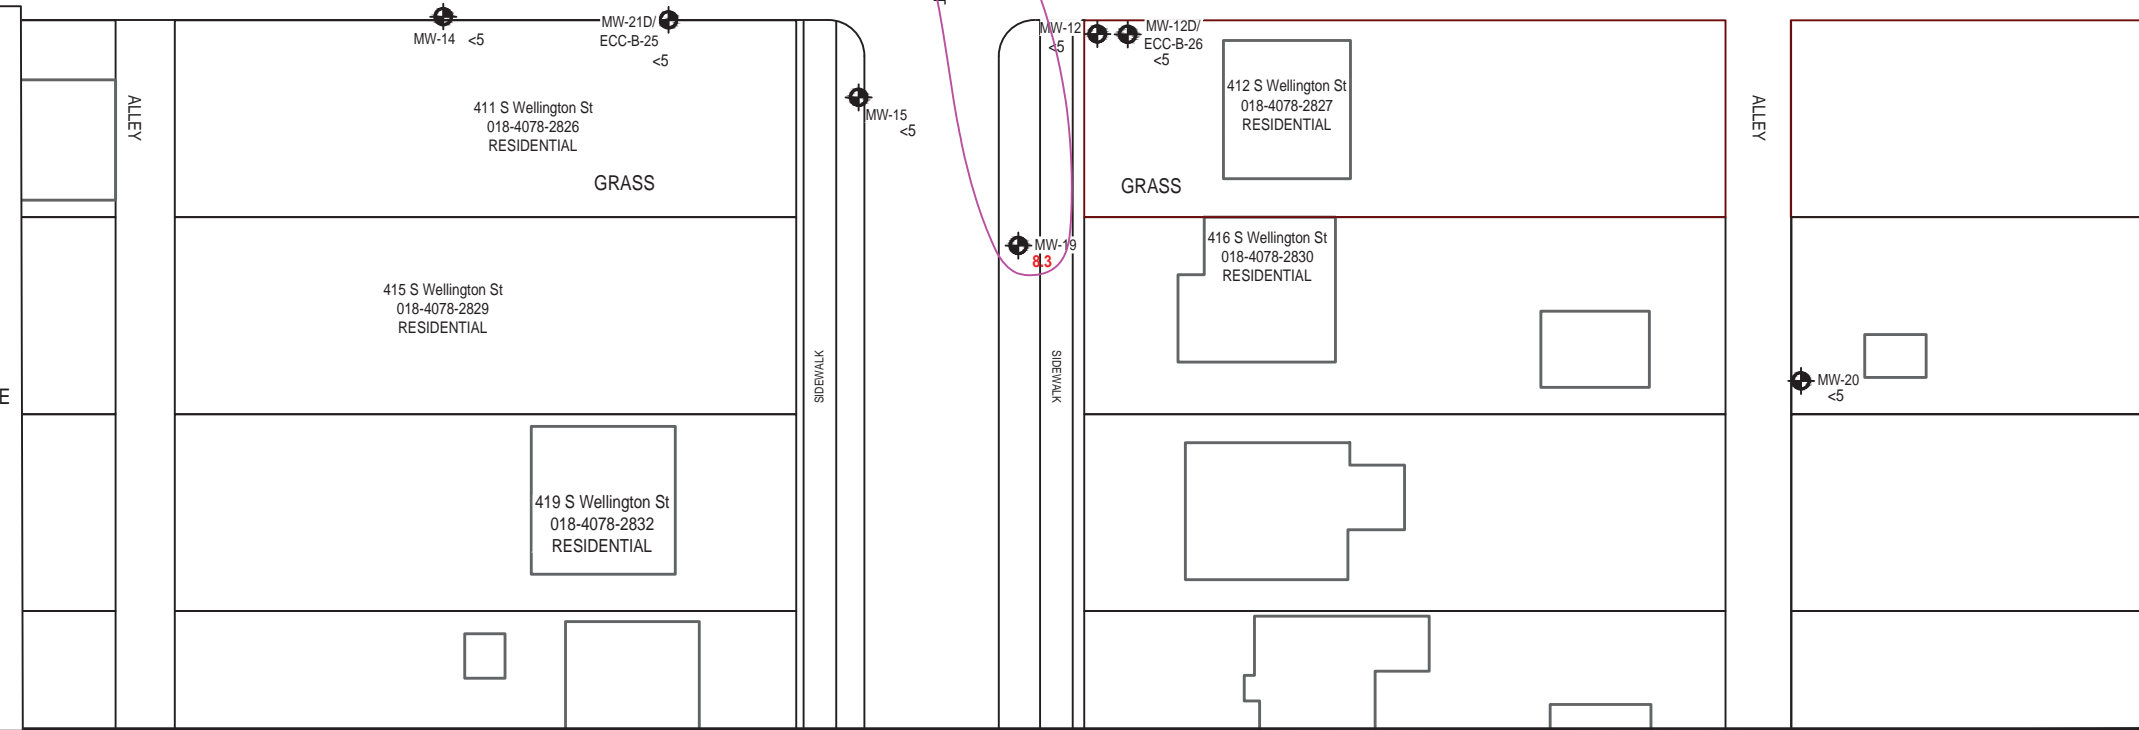 MW-14 <5
MW-21D/
ECC-B-25
<5
MW-12
<5
MW-12D/
ECC-B-26
<5
ALLEY
411 S Wellington St
018-4078-2826
RESIDENTIAL
GRASS
MW-15
<5
412 S Wellington St
018-4078-2827
RESIDENTIAL
GRASS
ALLEY
MW-19
8.3
416 S Wellington St
018-4078-2830
RESIDENTIAL
415 S Wellington St
018-4078-2829
RESIDENTIAL
SIDEWALK
SIDEWALK
MW-20
<5
E
419 S Wellington St
018-4078-2832
RESIDENTIAL